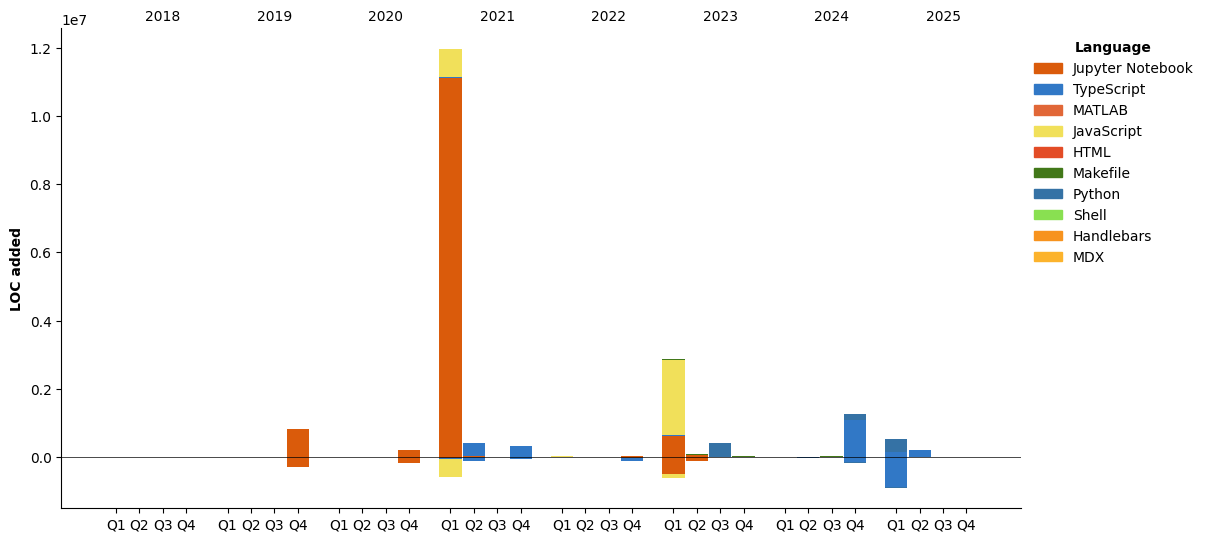 2018 2019 2020 2021 2022 2023 2024 2025
1e7
1.2
1.0
0.8
0.6
0.4
0.2
0.0
LOC added
Q1 Q2 Q3 Q4 Q1 Q2 Q3 Q4 Q1 Q2 Q3 Q4 Q1 Q2 Q3 Q4 Q1 Q2 Q3 Q4 Q1 Q2 Q3 Q4 Q1 Q2 Q3 Q4 Q1 Q2 Q3 Q4
Language
Jupyter Notebook
TypeScript
MATLAB
JavaScript
HTML
Makefile
Python
Shell
Handlebars
MDX